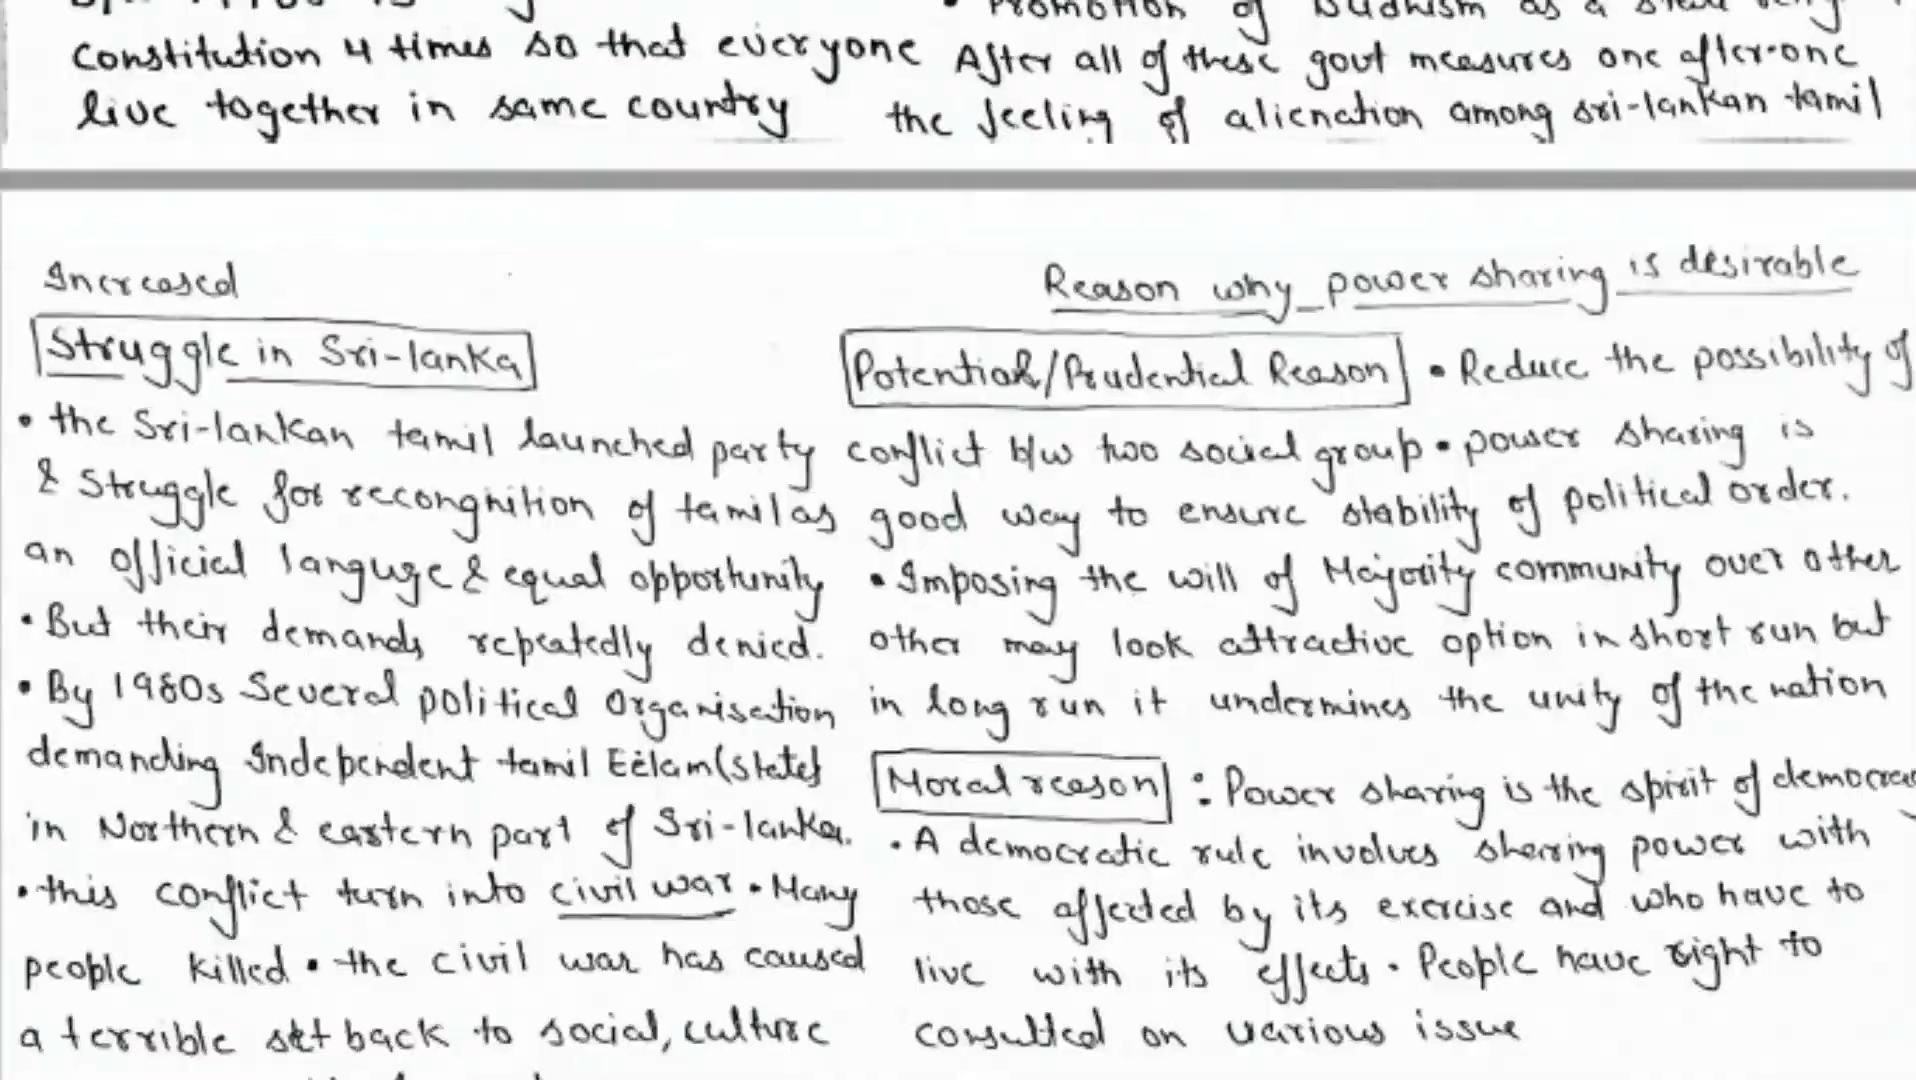 Constitution 4 times so that everyone
live together in same country
Promotion of Budhism as a
After all of these govt measures one after-one
the feeling of alienation among sri-lankan tamil
Increased
Struggle in Sri-lanka
• the Sri-lankan tamil launched party
& Struggle for recongnition of tamil as
an official languge & equal opportunity
• But their demands repeatedly denied.
• By 1980s Several political Organisation
demanding Independent tamil Eelam (state)
in Northern & eastern part of Sri-lanka.
• this conflict turn into civil war • Many
people killed • the civil war has caused
a terrible set back to social, culture
Reason why power sharing is desirable
Potential/Prudential Reason • Reduce the possibility of
conflict b/w two social group • power sharing is
good way to ensure stability of political order.
• Imposing the will of Majority community over other
other may look attractive option in short run but
in long run it undermines the unity of the nation
Moral reason : Power sharing is the spirit of democrac
• A democratic rule involves sharing power with
those affected by its exercise and who have to
live with its effects • People have right to
consulted on various issue